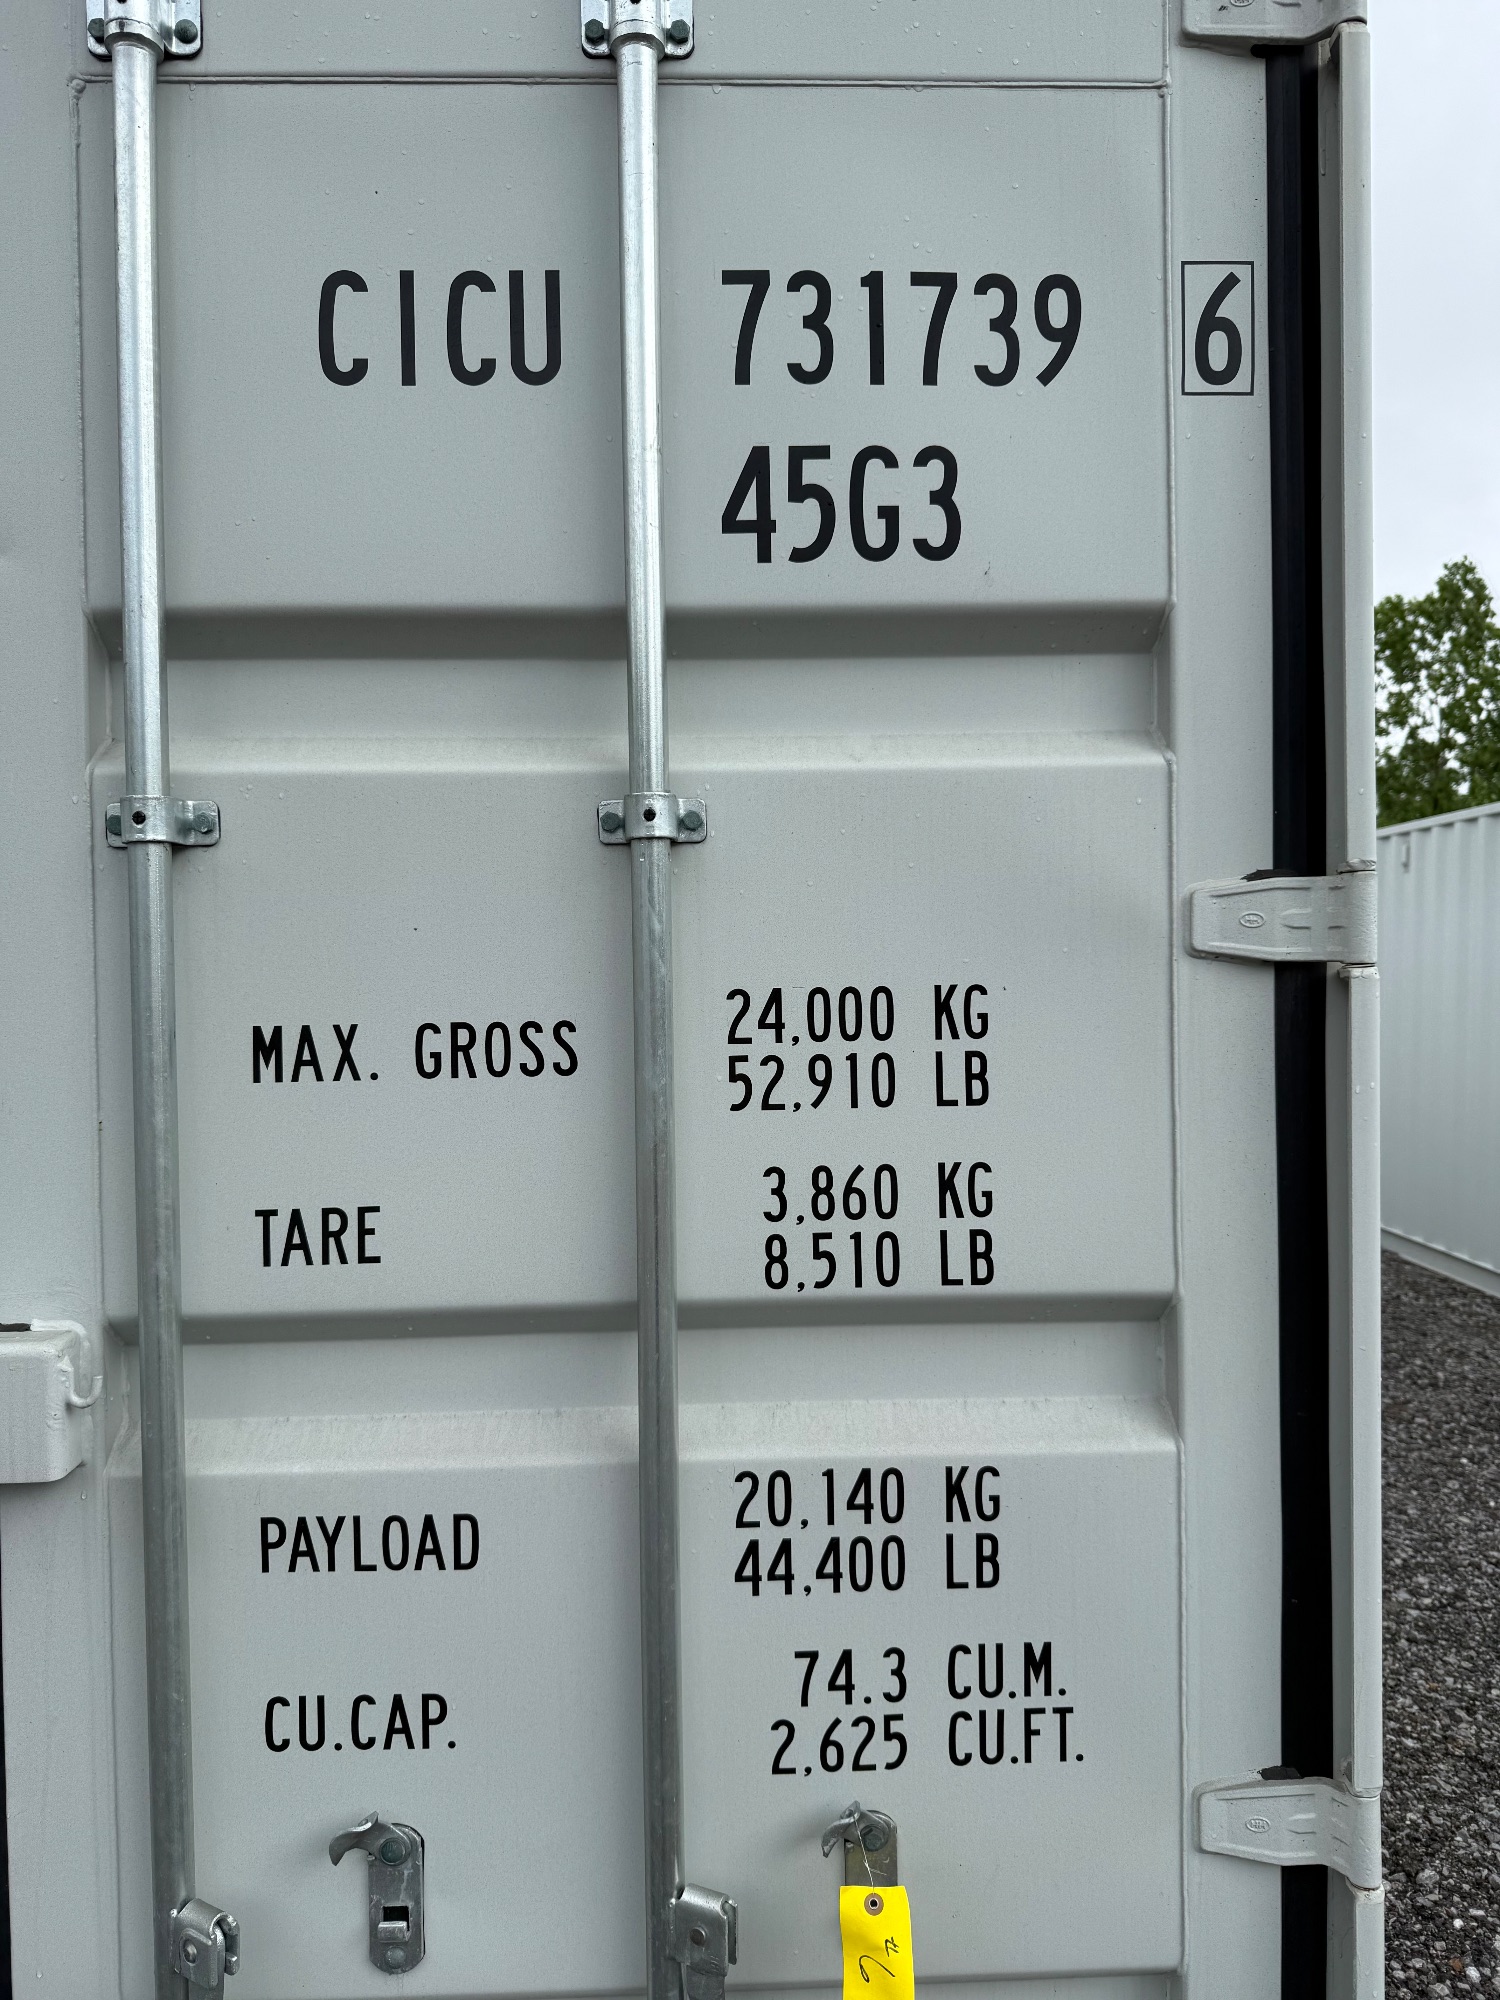 CICU 731739 6
45G3
MAX. GROSS 24,000 KG
52,910 LB
TARE 3,860 KG
8,510 LB
PAYLOAD 20,140 KG
44,400 LB
CU.CAP. 74.3 CU.M.
2,625 CU.FT.